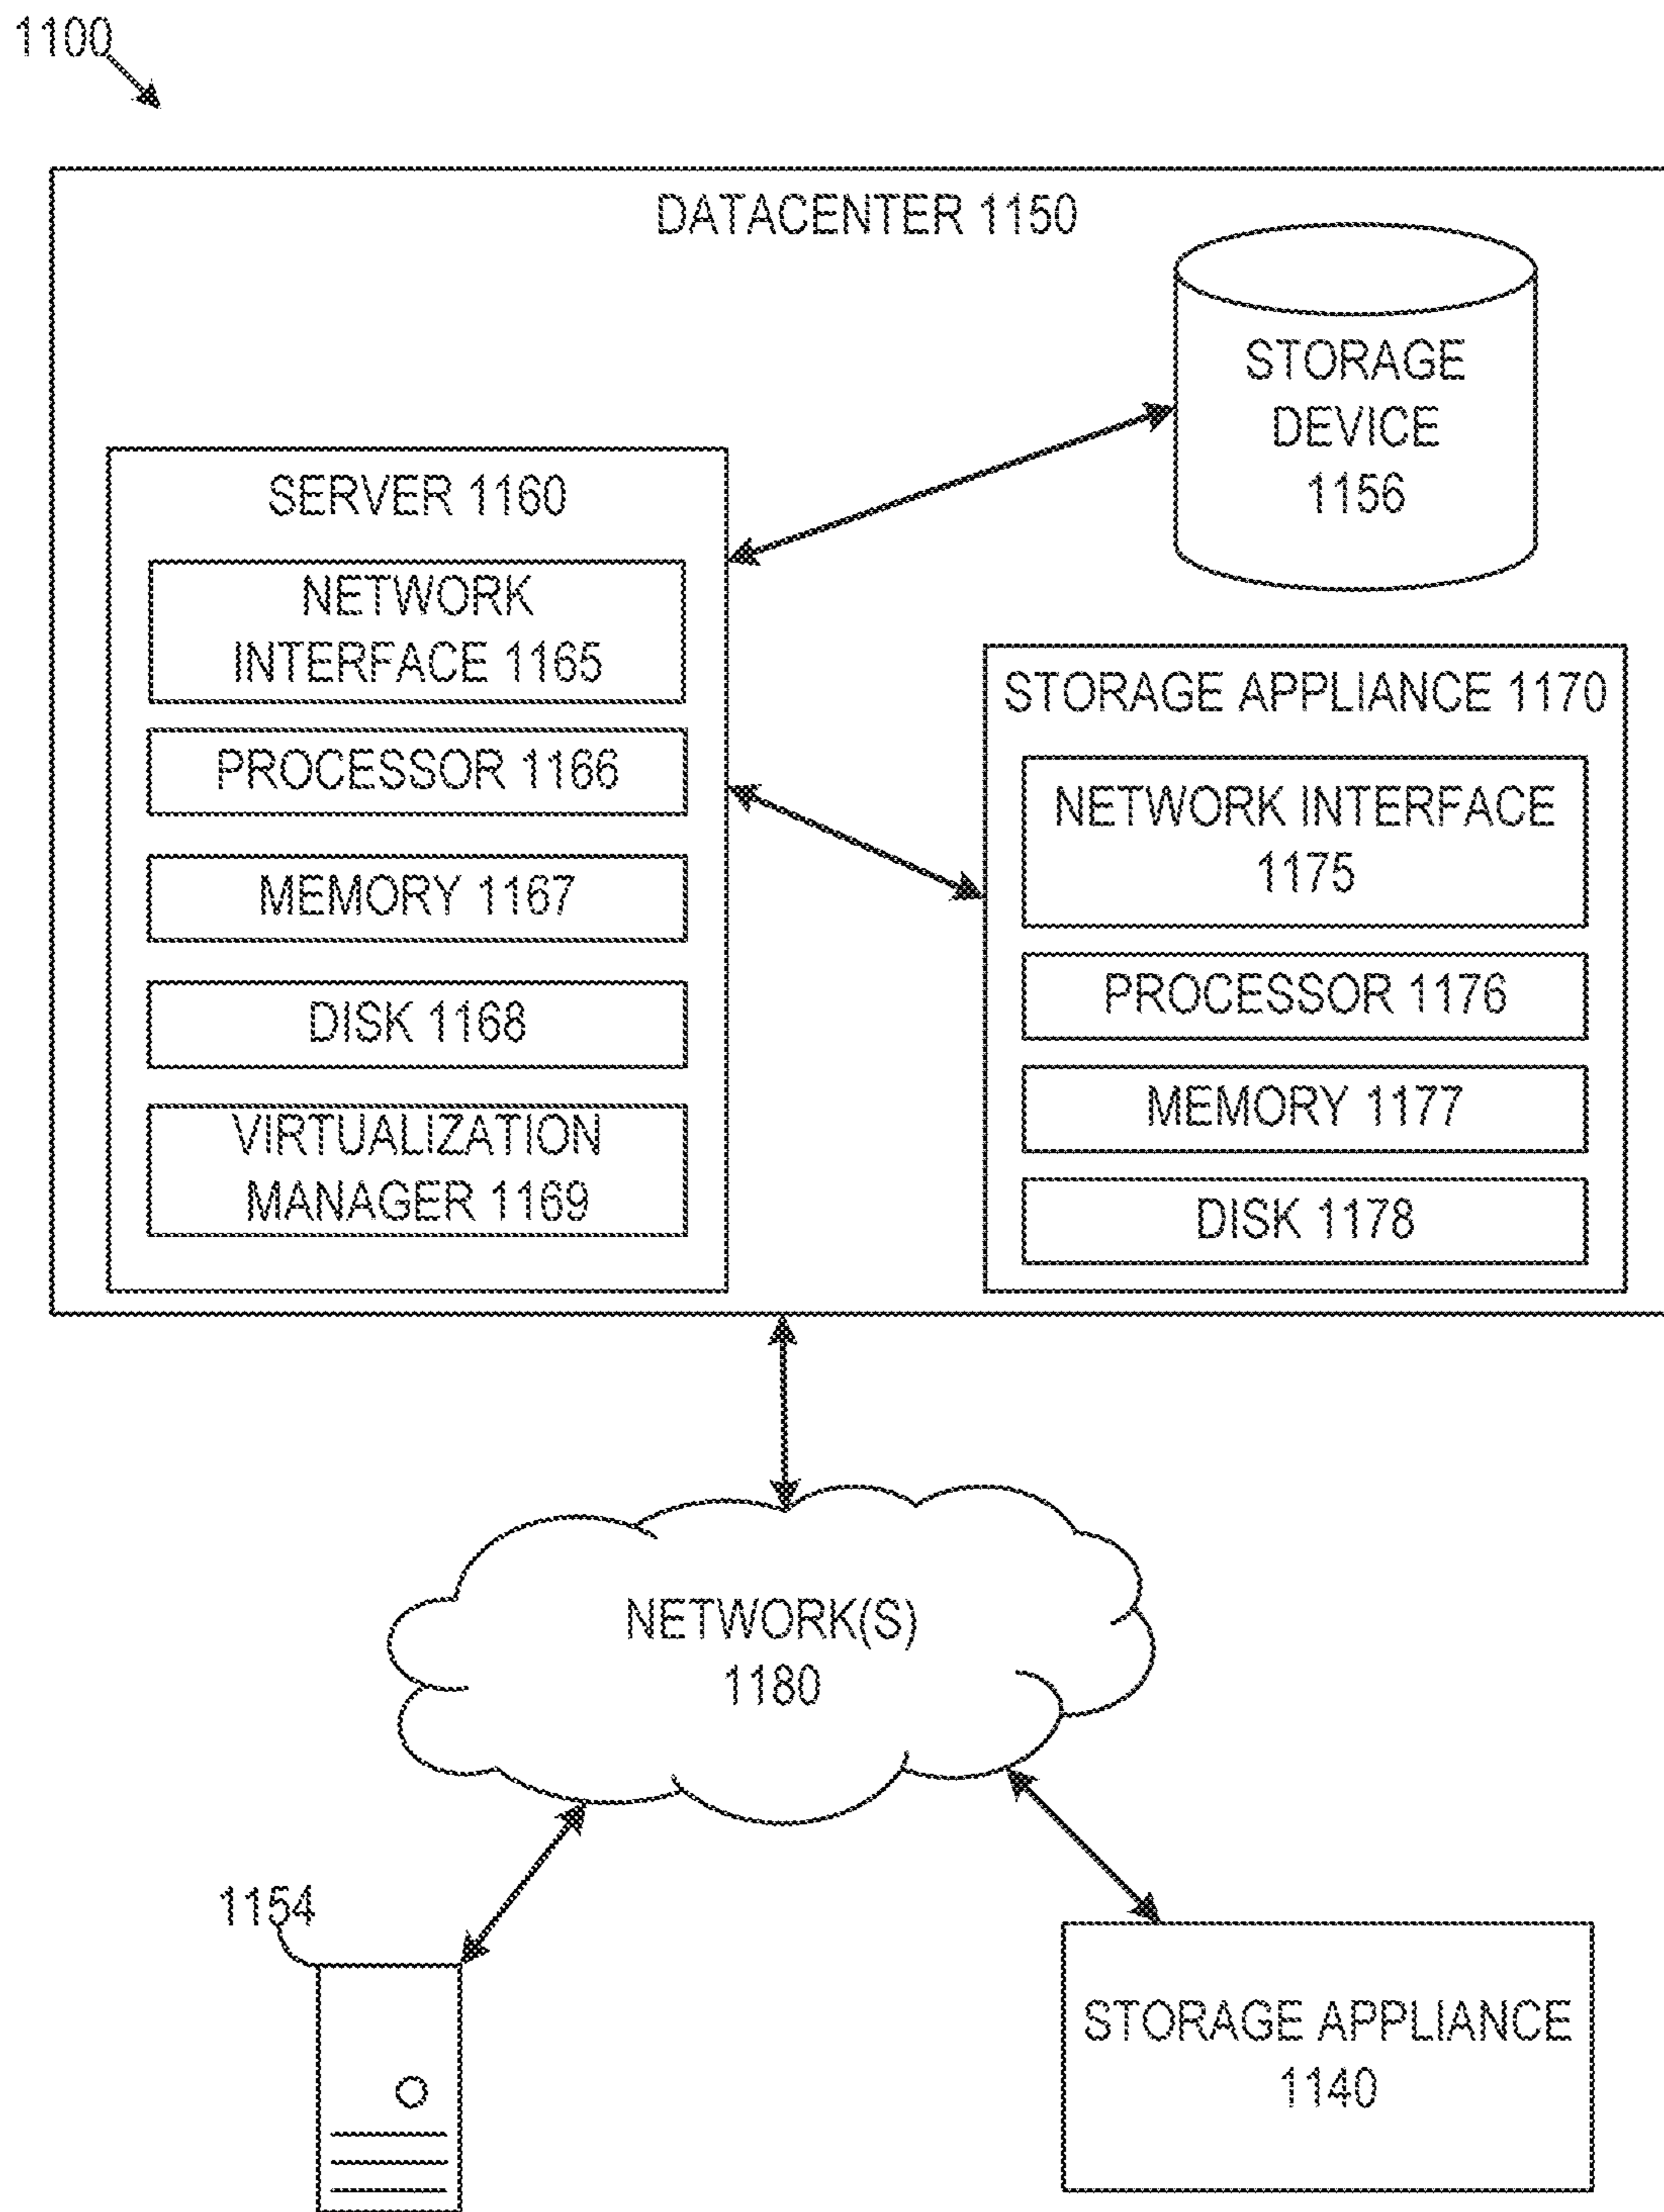 1100
DATACENTER 1150
STORAGE
DEVICE
1156
SERVER 1160
NETWORK
INTERFACE 1165
PROCESSOR 1166
MEMORY 1167
DISK 1168
VIRTUALIZATION
MANAGER 1169
STORAGE APPLIANCE 1170
NETWORK INTERFACE
1175
PROCESSOR 1176
MEMORY 1177
DISK 1178
NETWORK(S)
1180
1154
STORAGE APPLIANCE
1140